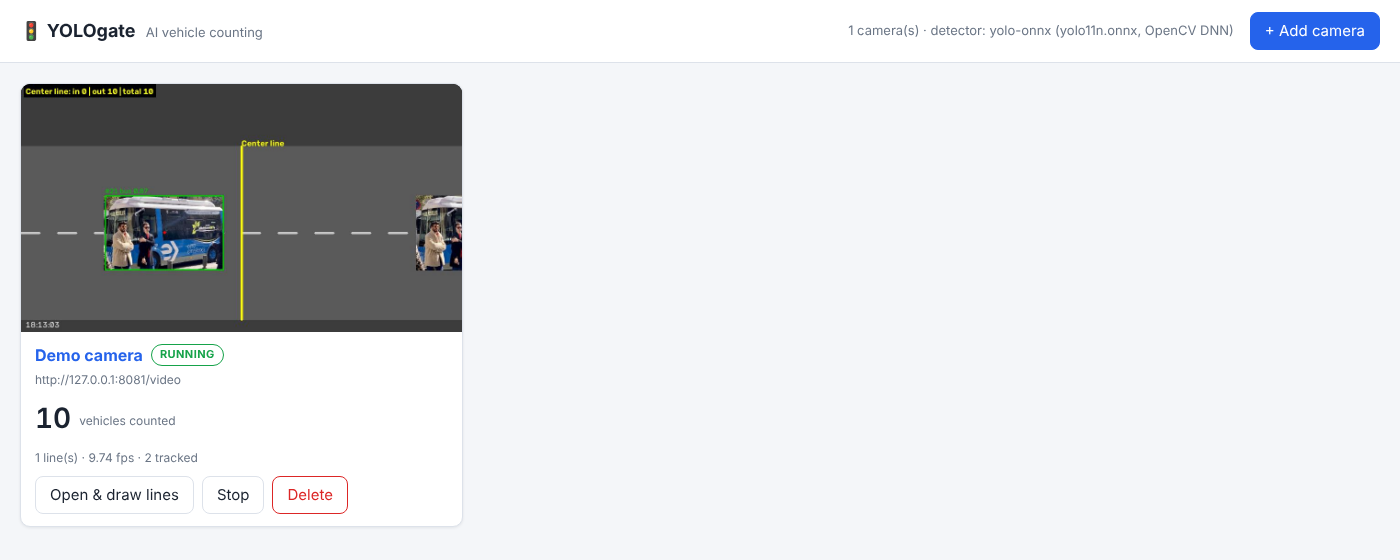 YOLOgate AI vehicle counting
1 camera(s) · detector: yolo-onnx (yolo11n.onnx, OpenCV DNN)
+ Add camera
Center line: in 0 | out 10 | total 10
Center line
18:13:03
Demo camera RUNNING
http://127.0.0.1:8081/video
10 vehicles counted
1 line(s) · 9.74 fps · 2 tracked
Open & draw lines
Stop
Delete